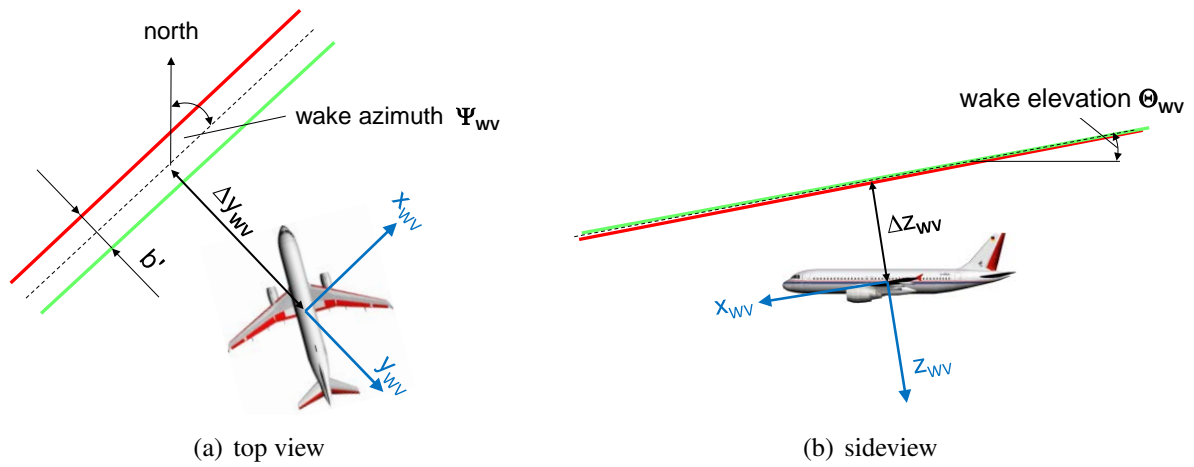 north
wake azimuth Ψwv
Δywv
xwv
b'
ywv
(a) top view
wake elevation Θwv
Δzwv
xwv
zwv
(b) sideview